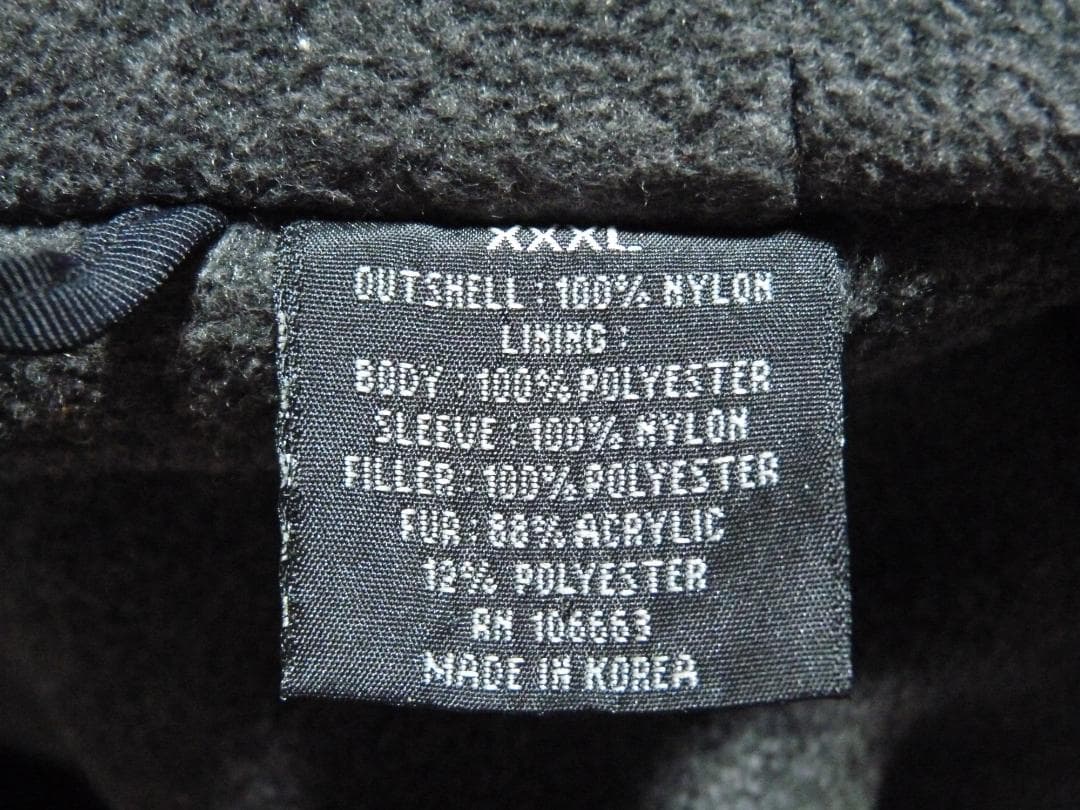 XXXL
OUTSHELL : 100% NYLON
LINING :
BODY : 100% POLYESTER
SLEEVE : 100% NYLON
FILLER : 100% POLYESTER
FUR : 88% ACRYLIC
12% POLYESTER
RN 106663
MADE IN KOREA